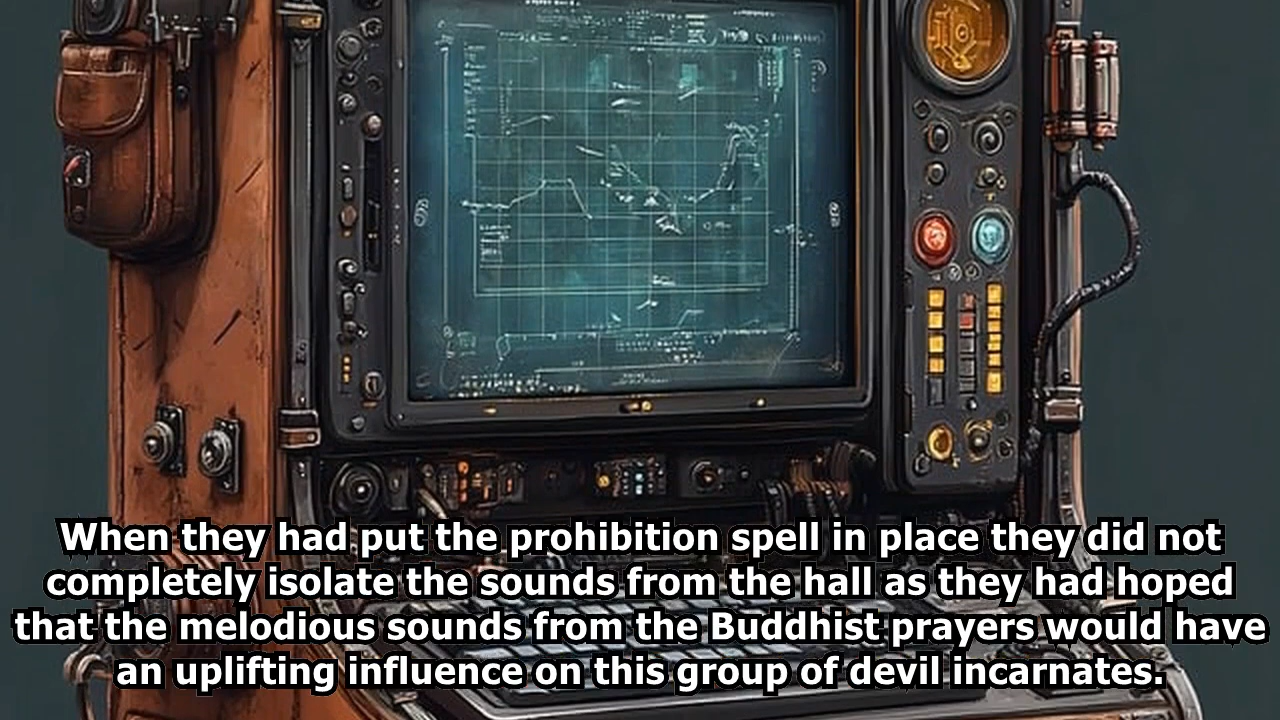 When they had put the prohibition spell in place they did not
completely isolate the sounds from the hall as they had hoped
that the melodious sounds from the Buddhist prayers would have
an uplifting influence on this group of devil incarnates.